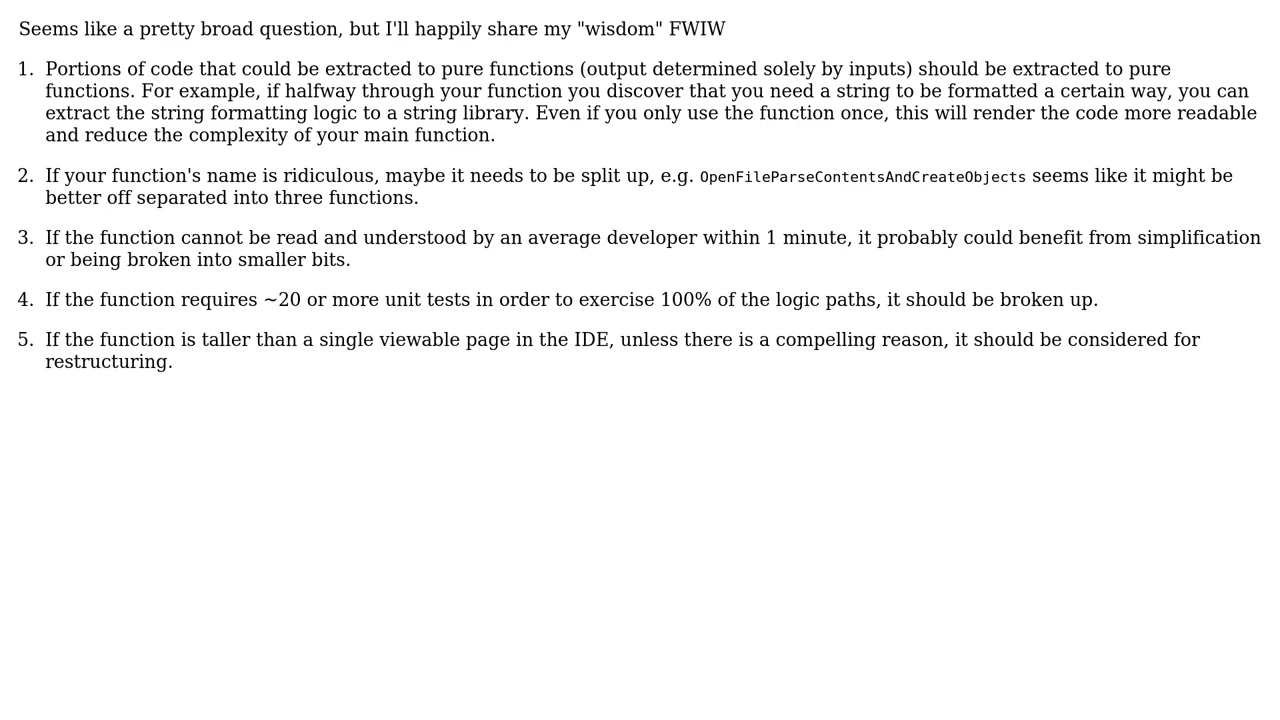 Seems like a pretty broad question, but I'll happily share my "wisdom" FWIW
1. Portions of code that could be extracted to pure functions (output determined solely by inputs) should be extracted to pure
functions. For example, if halfway through your function you discover that you need a string to be formatted a certain way, you can
extract the string formatting logic to a string library. Even if you only use the function once, this will render the code more readable
and reduce the complexity of your main function.
2. If your function's name is ridiculous, maybe it needs to be split up, e.g. OpenFileParseContentsAndCreateObjects seems like it might be
better off separated into three functions.
3. If the function cannot be read and understood by an average developer within 1 minute, it probably could benefit from simplification
or being broken into smaller bits.
4. If the function requires ~20 or more unit tests in order to exercise 100% of the logic paths, it should be broken up.
5. If the function is taller than a single viewable page in the IDE, unless there is a compelling reason, it should be considered for
restructuring.